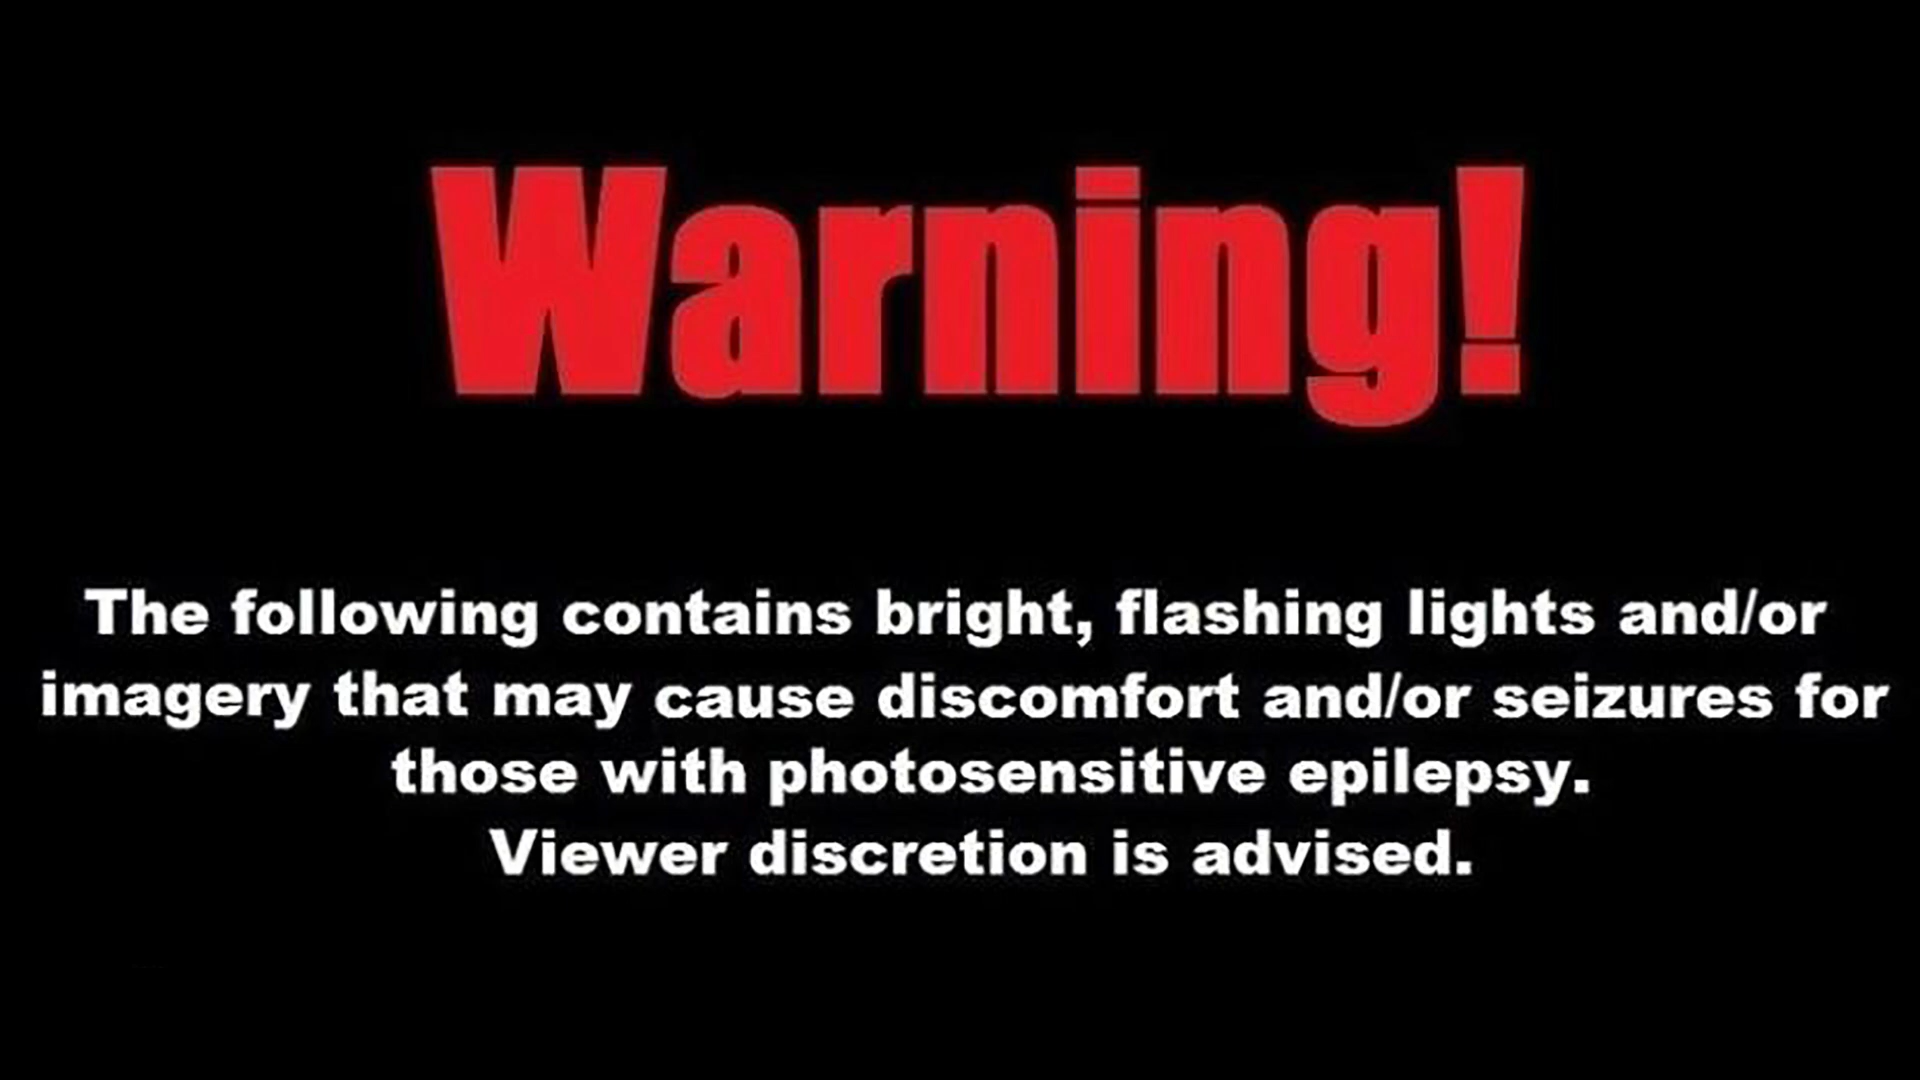 Warning!
The following contains bright, flashing lights and/or
imagery that may cause discomfort and/or seizures for
those with photosensitive epilepsy.
Viewer discretion is advised.